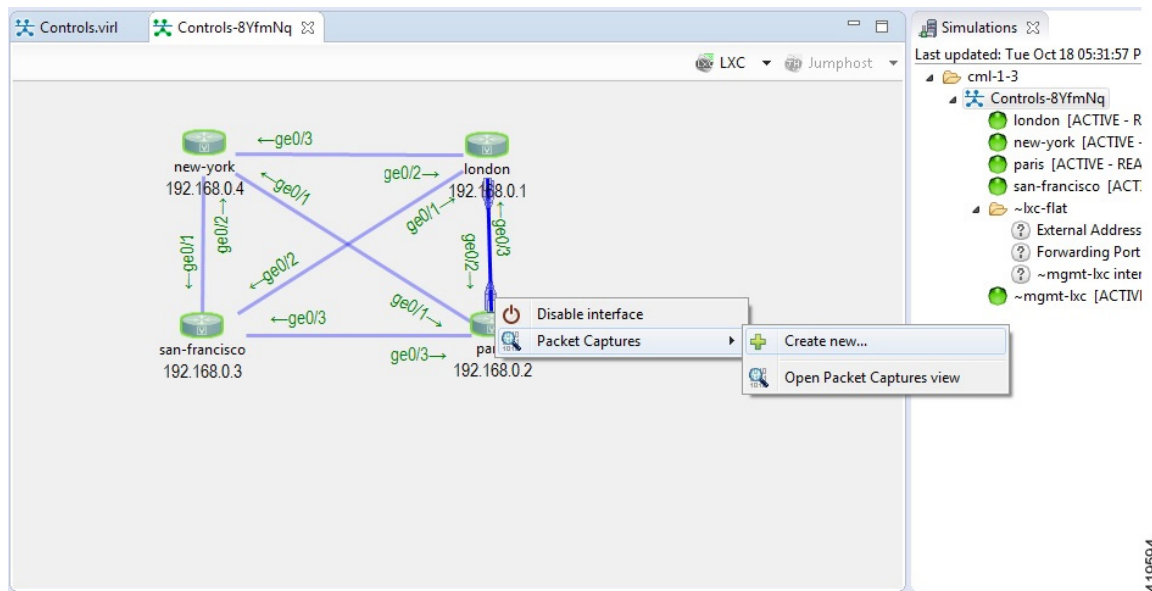 Controls.virl
Controls-8YfmNq
LXC
Jumphost
←ge0/3
new-york
192.168.0.4
ge0/2→
london
192.168.0.1
←ge0/1
ge0/1→
←ge0/3
ge0/2→
←ge0/1
ge0/2→
←ge0/2
ge0/1→
←ge0/3
san-francisco
192.168.0.3
ge0/3→
192.168.0.2
Disable interface
Packet Captures
Create new...
Open Packet Captures view
Simulations
Last updated: Tue Oct 18 05:31:57 P
cml-1-3
Controls-8YfmNq
london [ACTIVE - R
new-york [ACTIVE -
paris [ACTIVE - REA
san-francisco [ACT
~lxc-flat
External Address
Forwarding Port
~mgmt-lxc inter
~mgmt-lxc [ACTIV
419594